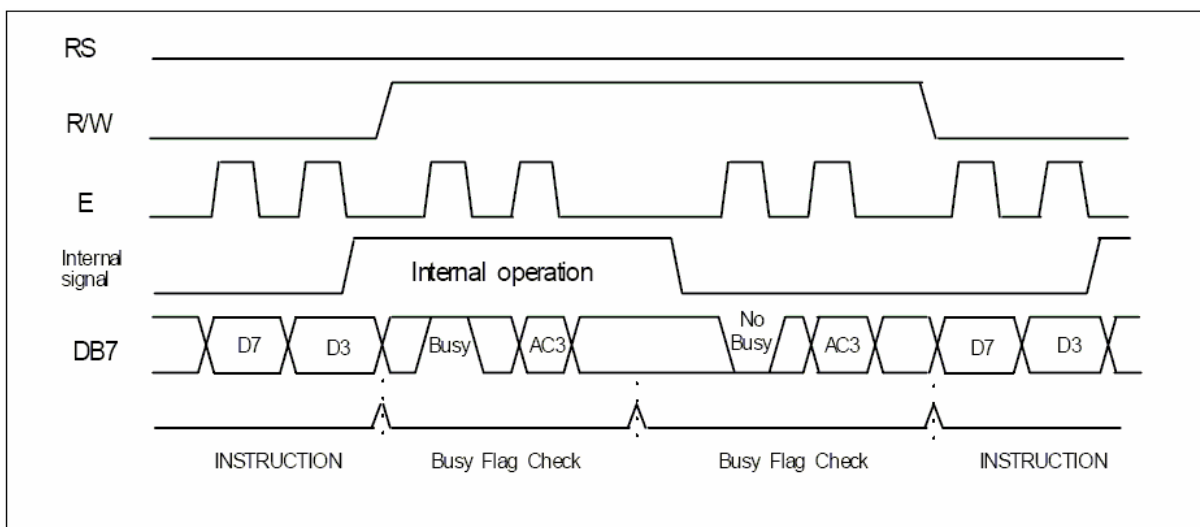 RS
R/W
E
Internal
signal
Internal operation
DB7
D7
D3
Busy
AC3
No
Busy
AC3
D7
D3
INSTRUCTION
Busy Flag Check
Busy Flag Check
INSTRUCTION